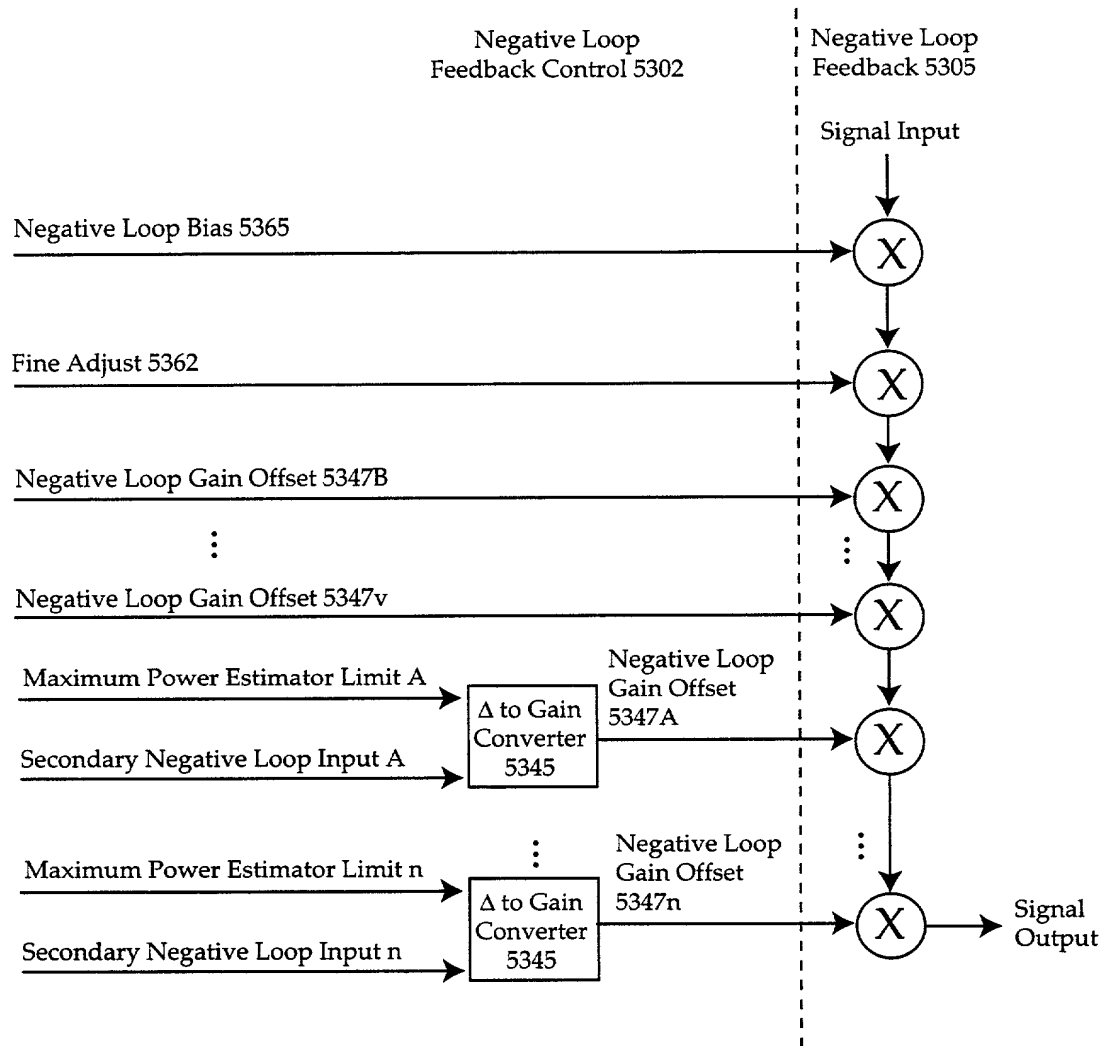 Negative Loop
Feedback Control 5302
Negative Loop
Feedback 5305
Signal Input
Negative Loop Bias 5365
X
Fine Adjust 5362
X
Negative Loop Gain Offset 5347B
X
Negative Loop Gain Offset 5347v
X
Maximum Power Estimator Limit A
Secondary Negative Loop Input A
Δ to Gain
Converter
5345
Negative Loop
Gain Offset
5347A
X
Maximum Power Estimator Limit n
Secondary Negative Loop Input n
Δ to Gain
Converter
5345
Negative Loop
Gain Offset
5347n
X
Signal
Output